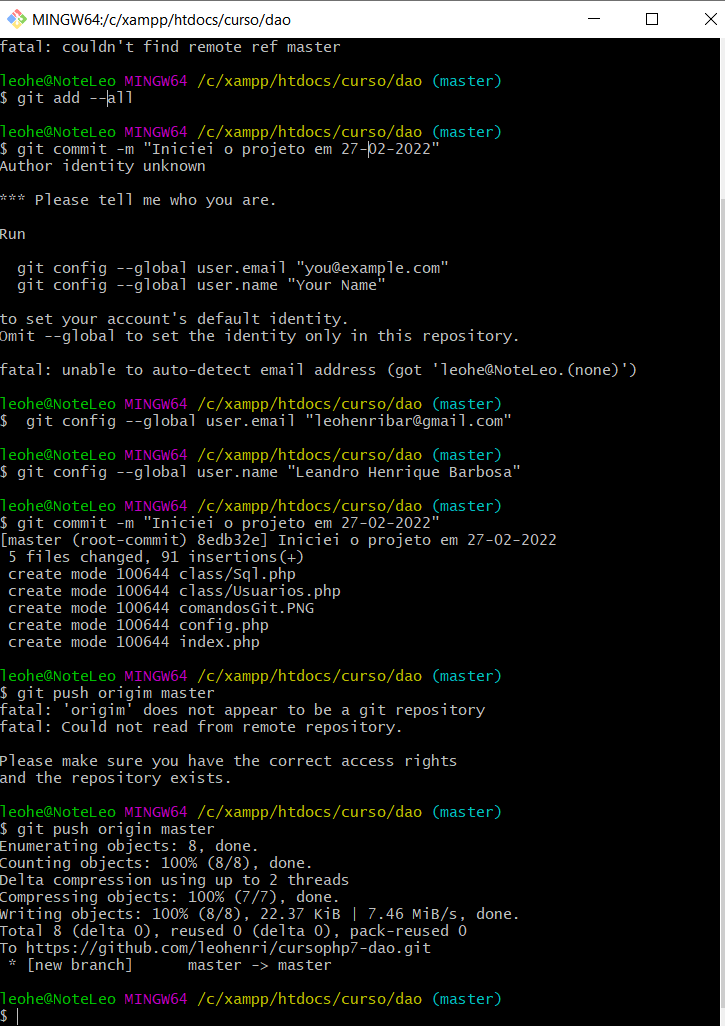 MINGW64:/c/xampp/htdocs/curso/dao
fatal: couldn't find remote ref master
leohe@NoteLeo MINGW64 /c/xampp/htdocs/curso/dao (master)
$ git add --all
leohe@NoteLeo MINGW64 /c/xampp/htdocs/curso/dao (master)
$ git commit -m "Iniciei o projeto em 27-02-2022"
Author identity unknown
*** Please tell me who you are.
Run
  git config --global user.email "you@example.com"
  git config --global user.name "Your Name"
to set your account's default identity.
Omit --global to set the identity only in this repository.
fatal: unable to auto-detect email address (got 'leohe@NoteLeo.(none)')
leohe@NoteLeo MINGW64 /c/xampp/htdocs/curso/dao (master)
$  git config --global user.email "leohenribar@gmail.com"
leohe@NoteLeo MINGW64 /c/xampp/htdocs/curso/dao (master)
$ git config --global user.name "Leandro Henrique Barbosa"
leohe@NoteLeo MINGW64 /c/xampp/htdocs/curso/dao (master)
$ git commit -m "Iniciei o projeto em 27-02-2022"
[master (root-commit) 8edb32e] Iniciei o projeto em 27-02-2022
 5 files changed, 91 insertions(+)
 create mode 100644 class/Sql.php
 create mode 100644 class/Usuarios.php
 create mode 100644 comandosGit.PNG
 create mode 100644 config.php
 create mode 100644 index.php
leohe@NoteLeo MINGW64 /c/xampp/htdocs/curso/dao (master)
$ git push origim master
fatal: 'origim' does not appear to be a git repository
fatal: Could not read from remote repository.
Please make sure you have the correct access rights
and the repository exists.
leohe@NoteLeo MINGW64 /c/xampp/htdocs/curso/dao (master)
$ git push origin master
Enumerating objects: 8, done.
Counting objects: 100% (8/8), done.
Delta compression using up to 2 threads
Compressing objects: 100% (7/7), done.
Writing objects: 100% (8/8), 22.37 KiB | 7.46 MiB/s, done.
Total 8 (delta 0), reused 0 (delta 0), pack-reused 0
To https://github.com/leohenri/cursophp7-dao.git
 * [new branch]      master -> master
leohe@NoteLeo MINGW64 /c/xampp/htdocs/curso/dao (master)
$